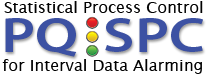 Statistical Process Control
PQ SPC
for Interval Data Alarming